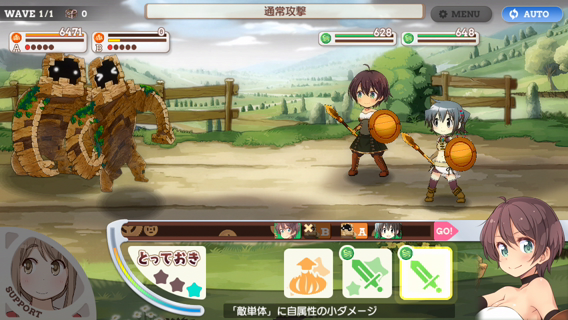 WAVE 1/1
0
通常攻撃
MENU
AUTO
6471
A
0
B
628
648
B
A
GO!
とっておき
SUPPORT
「敵単体」に自属性の小ダメージ